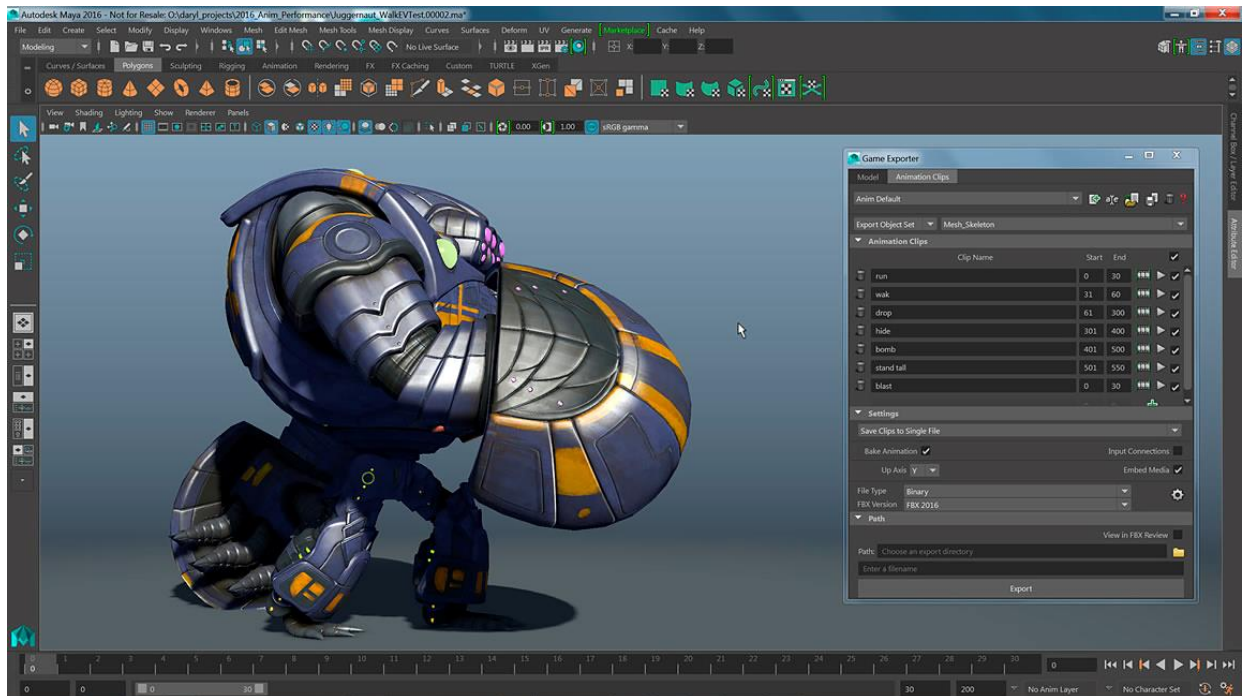 Autodesk Maya 2016 - Not for Resale: O:\daryl_projects\2016_Anim_Performance\Juggernaut_WalkEVTest.00002.ma*
File Edit Create Select Modify Display Windows Mesh Edit Mesh Mesh Tools Mesh Display Curves Surfaces Deform UV Generate [Marketplace] Cache Help
Modeling No Live Surface X: Y: Z:
Curves / Surfaces Polygons Sculpting Rigging Animation Rendering FX FX Caching Custom TURTLE XGen
View Shading Lighting Show Renderer Panels
0.00 1.00 sRGB gamma
Channel Box / Layer Editor
Attribute Editor
Game Exporter
Model Animation Clips
Anim Default
Export Object Set Mesh_Skeleton
Animation Clips
Clip Name Start End
run 0 30
wak 31 60
drop 61 300
hide 301 400
bomb 401 500
stand tall 501 550
blast 0 30
Settings
Save Clips to Single File
Bake Animation Input Connections
Up Axis Y Embed Media
File Type Binary
FBX Version FBX 2016
Path
View in FBX Review
Path: Choose an export directory
Enter a filename
Export
0 1 2 3 4 5 6 7 8 9 10 11 12 13 14 15 16 17 18 19 20 21 22 23 24 25 26 27 28 29 30 0
0
0 0 0 30 30 200 No Anim Layer No Character Set